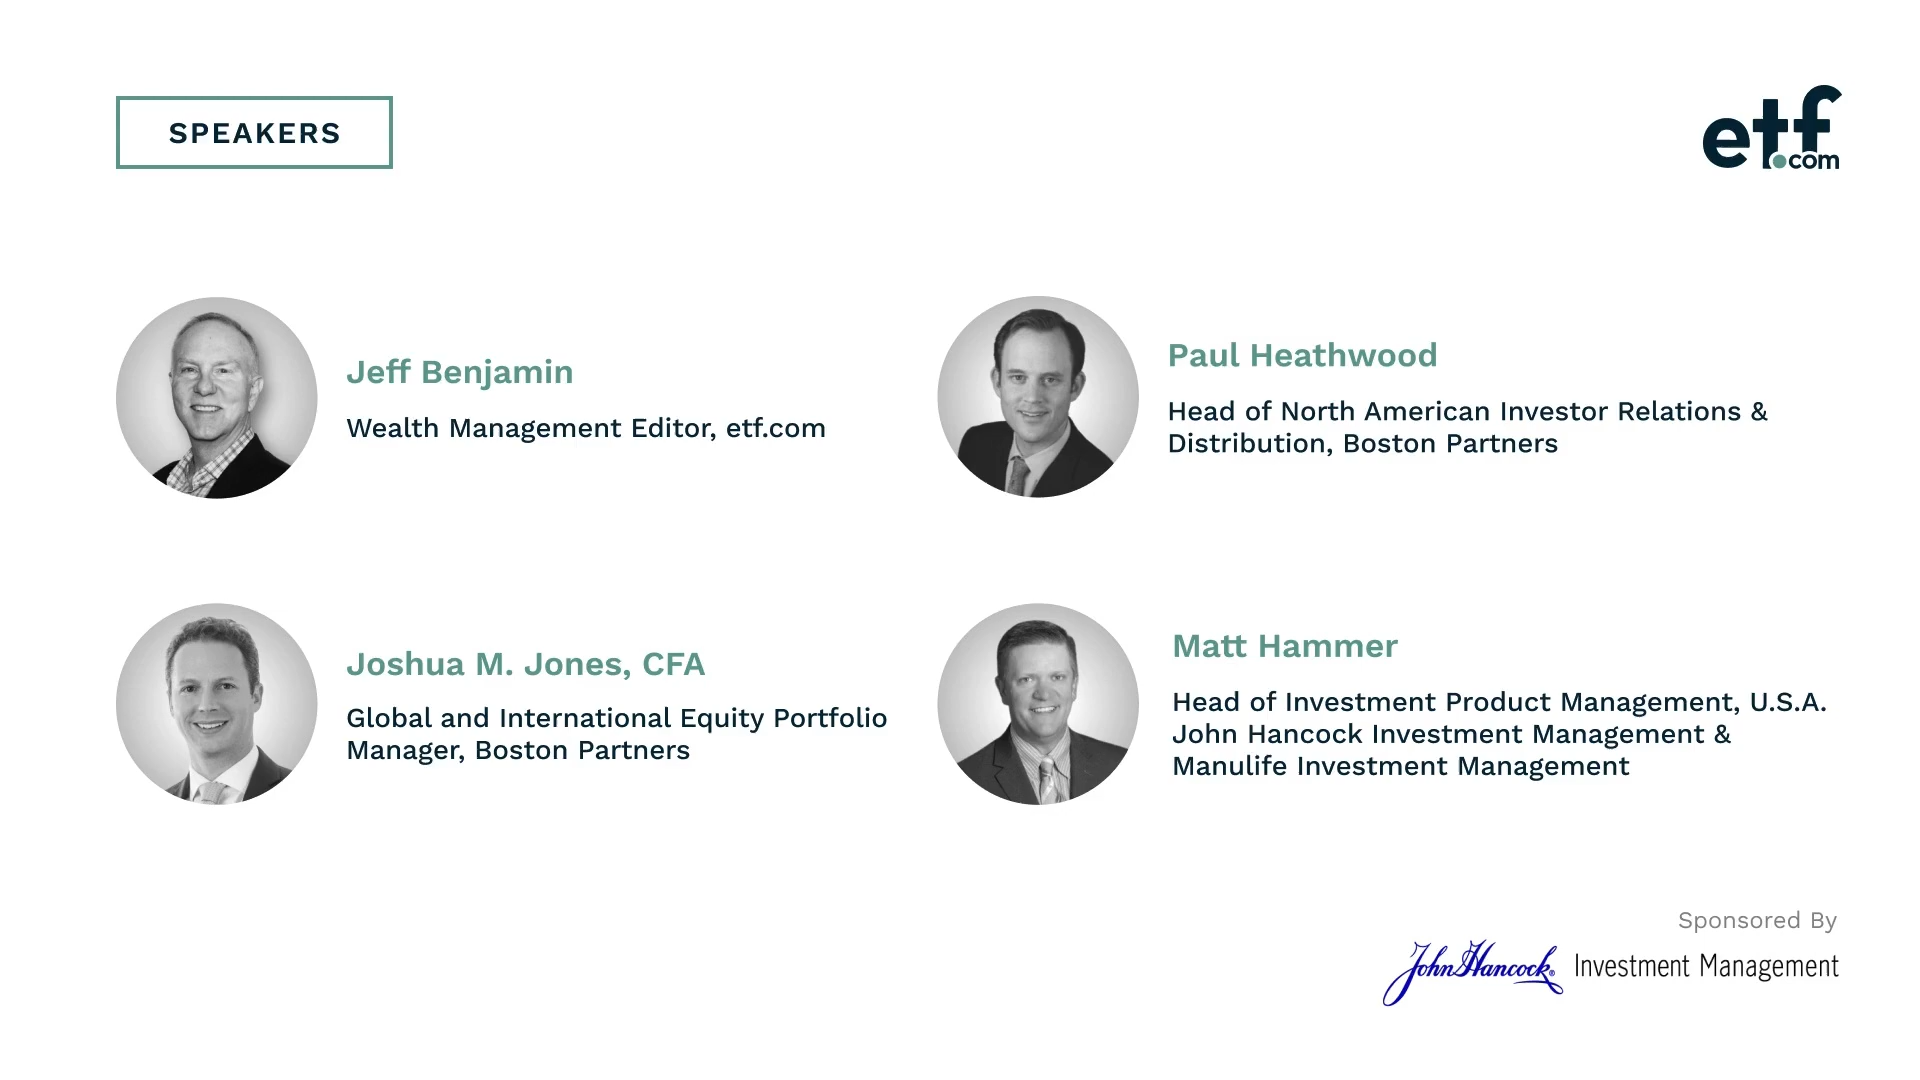 SPEAKERS
etf.com
Jeff Benjamin
Wealth Management Editor, etf.com
Paul Heathwood
Head of North American Investor Relations &
Distribution, Boston Partners
Joshua M. Jones, CFA
Global and International Equity Portfolio
Manager, Boston Partners
Matt Hammer
Head of Investment Product Management, U.S.A.
John Hancock Investment Management &
Manulife Investment Management
Sponsored By
John Hancock® Investment Management